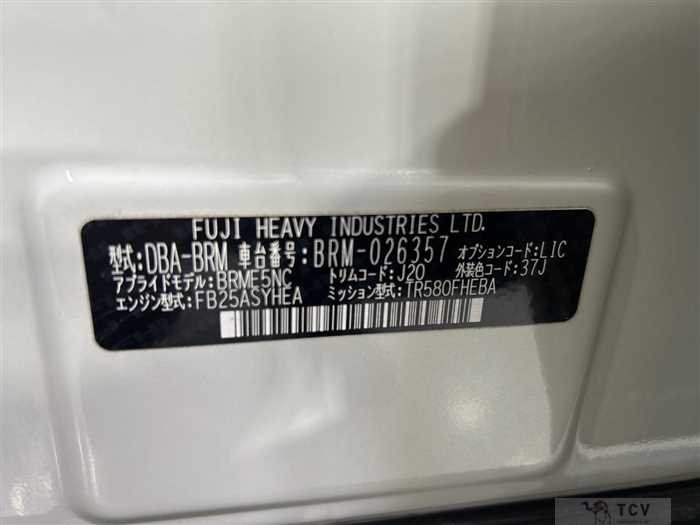 FUJI HEAVY INDUSTRIES LTD.
型式:DBA-BRM 車台番号:BRM-026357 オプションコード:LIC
アプライドモデル:BRME5NC トリムコード:J20 外装色コード:37J
エンジン型式:FB25ASYHEA ミッション型式:TR580FHEBA
TCV